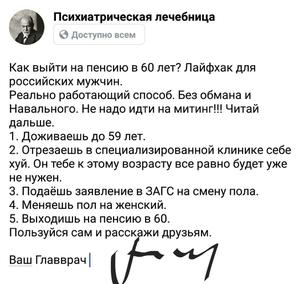 Психиатрическая лечебница
Доступно всем
Как выйти на пенсию в 60 лет? Лайфхак для
российских мужчин.
Реально работающий способ. Без обмана и
Навального. Не надо идти на митинг!!! Читай
дальше.
1. Доживаешь до 59 лет.
2. Отрезаешь в специализированной клинике себе
хуй. Он тебе к этому возрасту все равно будет уже
не нужен.
3. Подаёшь заявление в ЗАГС на смену пола.
4. Меняешь пол на женский.
5. Выходишь на пенсию в 60.
Пользуйся сам и расскажи друзьям.
Ваш Главврач